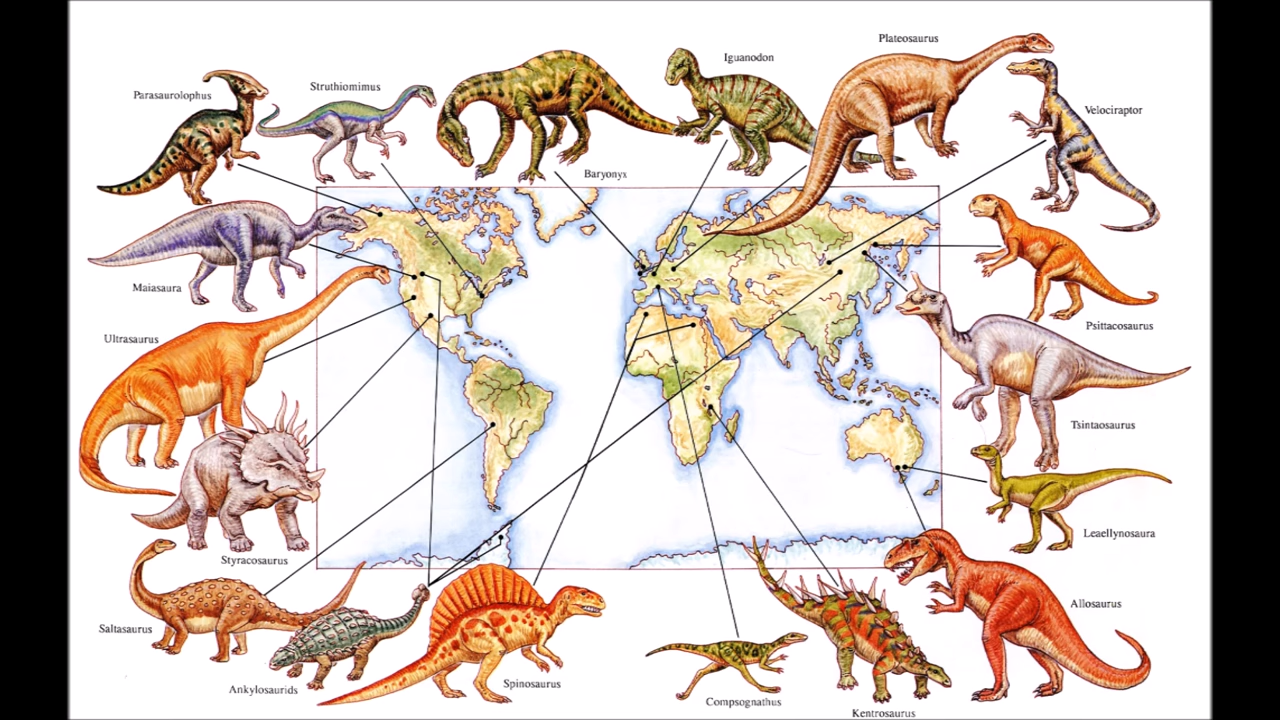 Plateosaurus
Iguanodon
Struthiomimus
Parasaurolophus
Velociraptor
Baryonyx
Maiasaura
Psittacosaurus
Ultrasaurus
Tsintaosaurus
Leaellynosaura
Styracosaurus
Allosaurus
Saltasaurus
Spinosaurus
Ankylosaurids
Compsognathus
Kentrosaurus